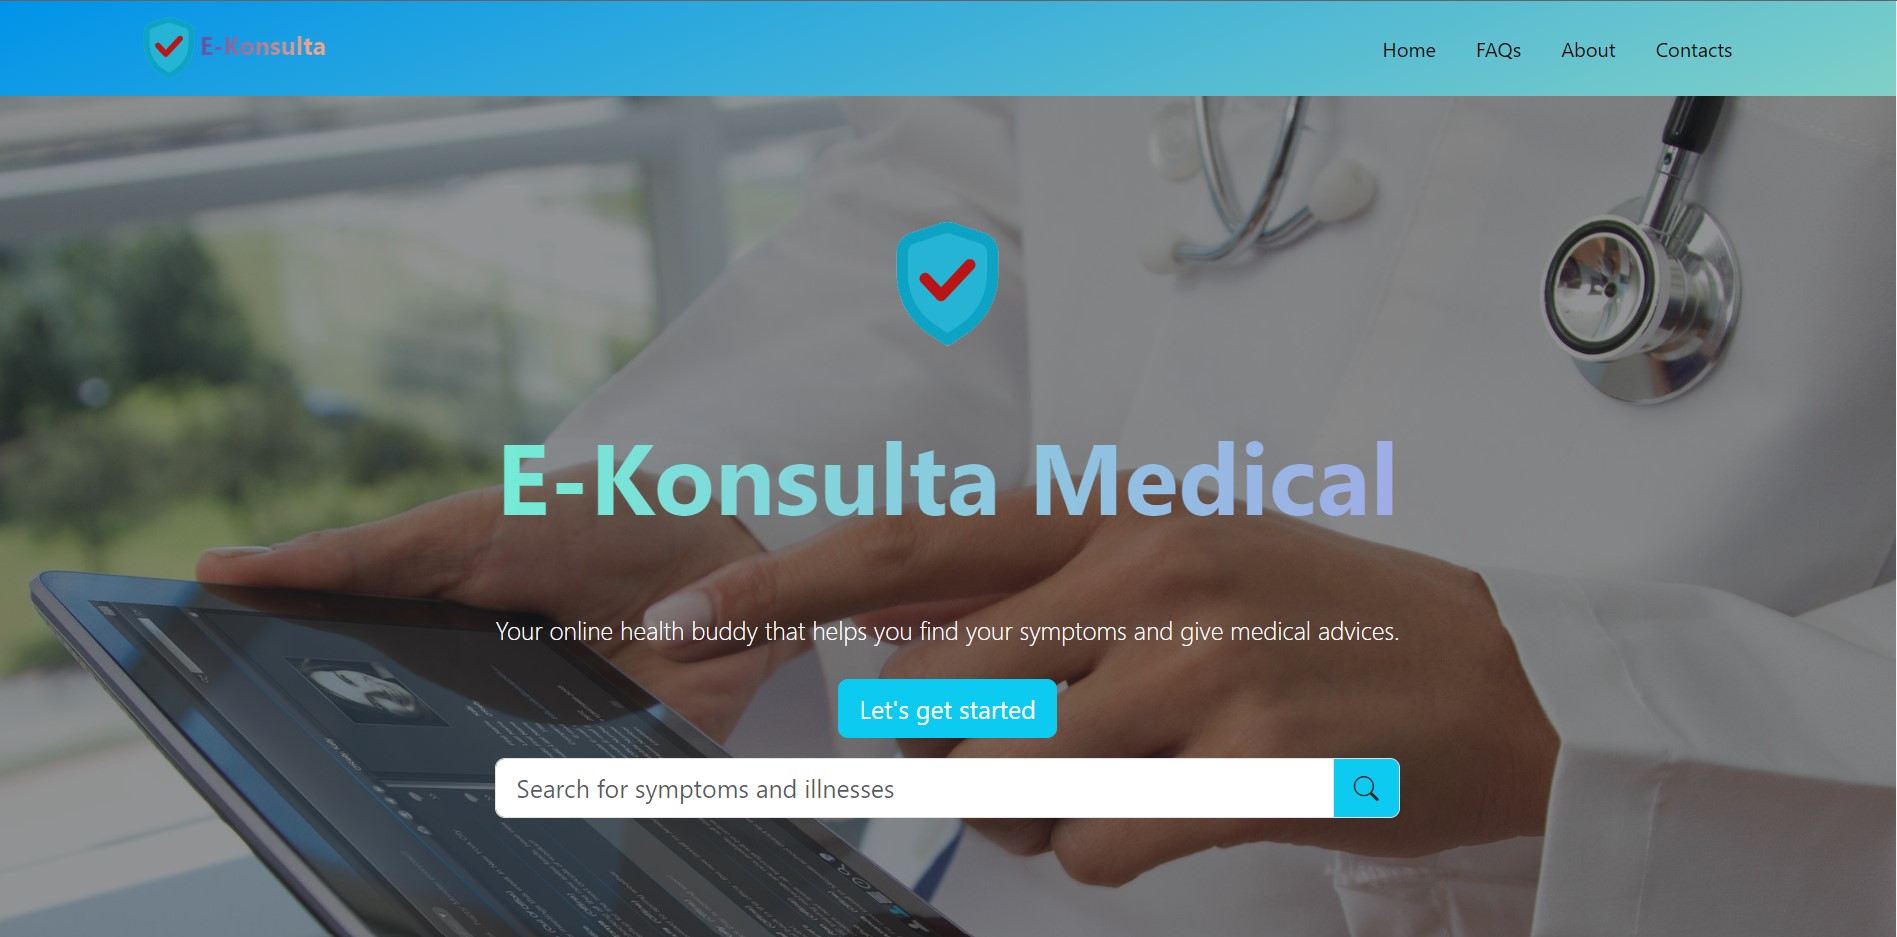 E-Konsulta
Home FAQs About Contacts
E-Konsulta Medical
Your online health buddy that helps you find your symptoms and give medical advices.
Let's get started
Search for symptoms and illnesses